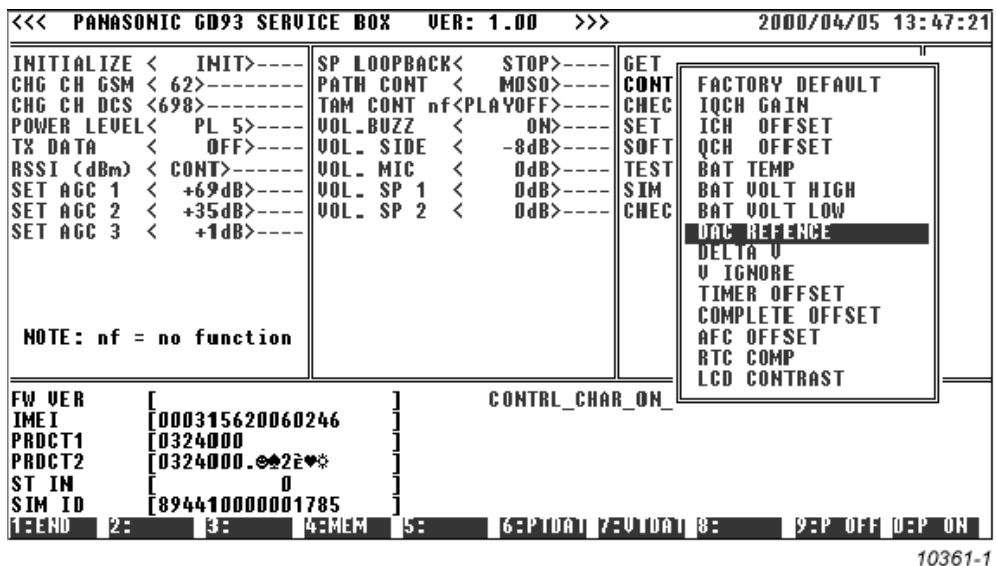 <<< PANASONIC GD93 SERVICE BOX VER: 1.00 >>> 2000/04/05 13:47:21
INITIALIZE < INIT>----
CHG CH GSM < 62>--------
CHG CH DCS <698>--------
POWER LEVEL< PL 5>----
TX DATA < OFF>----
RSSI (dBm) < CONT>------
SET AGC 1 < +69dB>----
SET AGC 2 < +35dB>----
SET AGC 3 < +1dB>----
NOTE: nf = no function
SP LOOPBACK< STOP>----
PATH CONT < M0S0>----
TAM CONT nf<PLAYOFF>----
VOL.BUZZ < ON>----
VOL. SIDE < -8dB>----
VOL. MIC < 0dB>----
VOL. SP 1 < 0dB>----
VOL. SP 2 < 0dB>----
GET
CONT
CHEC
SET
SOFT
TEST
SIM
CHEC
FACTORY DEFAULT
IQCH GAIN
ICH OFFSET
QCH OFFSET
BAT TEMP
BAT VOLT HIGH
BAT VOLT LOW
DAC REFENCE
DELTA V
V IGNORE
TIMER OFFSET
COMPLETE OFFSET
AFC OFFSET
RTC COMP
LCD CONTRAST
FW VER [ ]
IMEI [000315620060246 ]
PRDCT1 [0324000 ]
PRDCT2 [0324000.☻♠2è♥☼ ]
ST IN [ 0 ]
SIM ID [894410000001785 ]
CONTRL_CHAR_ON_
1:END 2: 3: 4:MEM 5: 6:PTDAT 7:VTDAT 8: 9:P OFF 0:P ON
10361-1